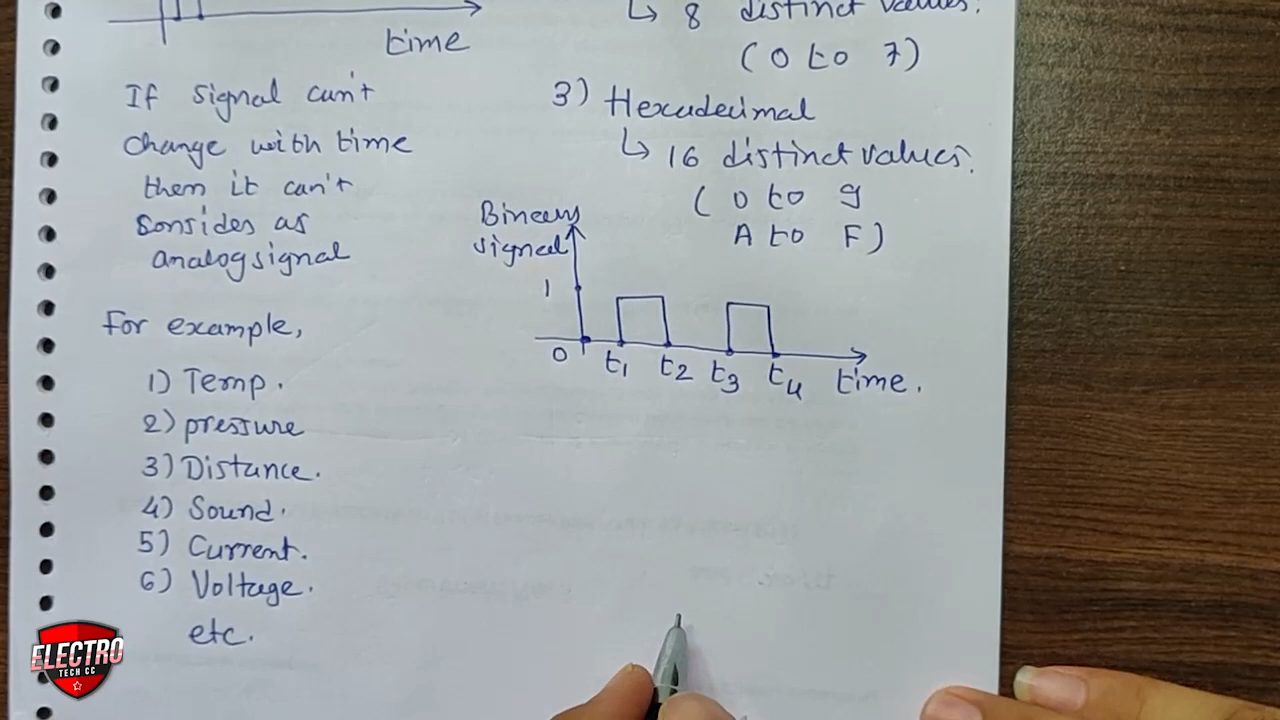 time
If signal can't
change with time
then it can't
Consider as
analog signal
For example,
1) Temp.
2) pressure
3) Distance.
4) Sound.
5) Current.
6) Voltage.
etc.
↳ 8 distinct values.
(0 to 7)
3) Hexadecimal
↳ 16 distinct values.
(0 to 9
A to F)
Binary
signal
1
0 t1 t2 t3 t4 time.
ELECTRO
TECH CC